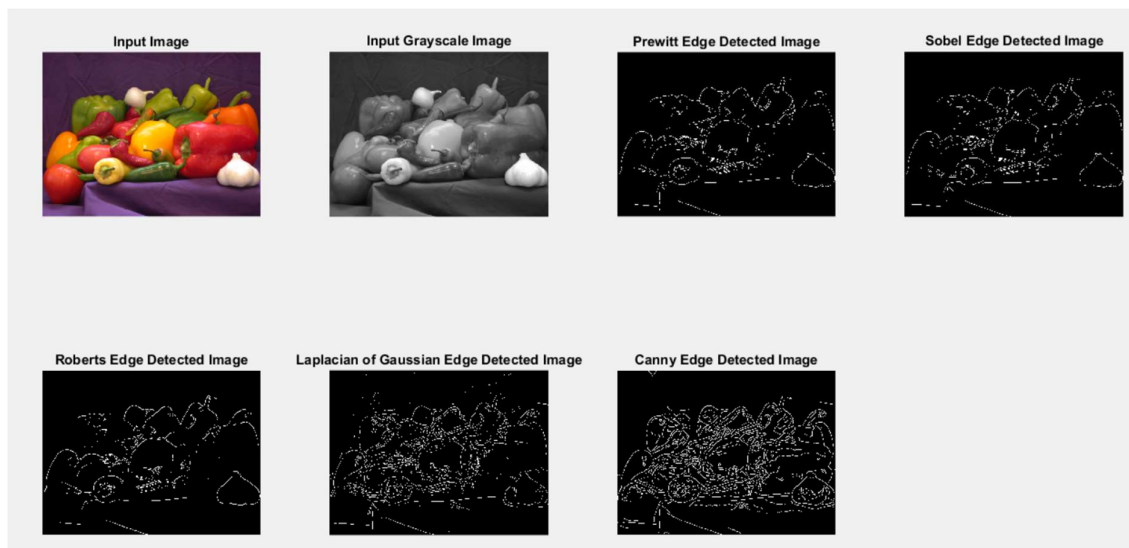 Input Image
Input Grayscale Image
Prewitt Edge Detected Image
Sobel Edge Detected Image
Roberts Edge Detected Image
Laplacian of Gaussian Edge Detected Image
Canny Edge Detected Image